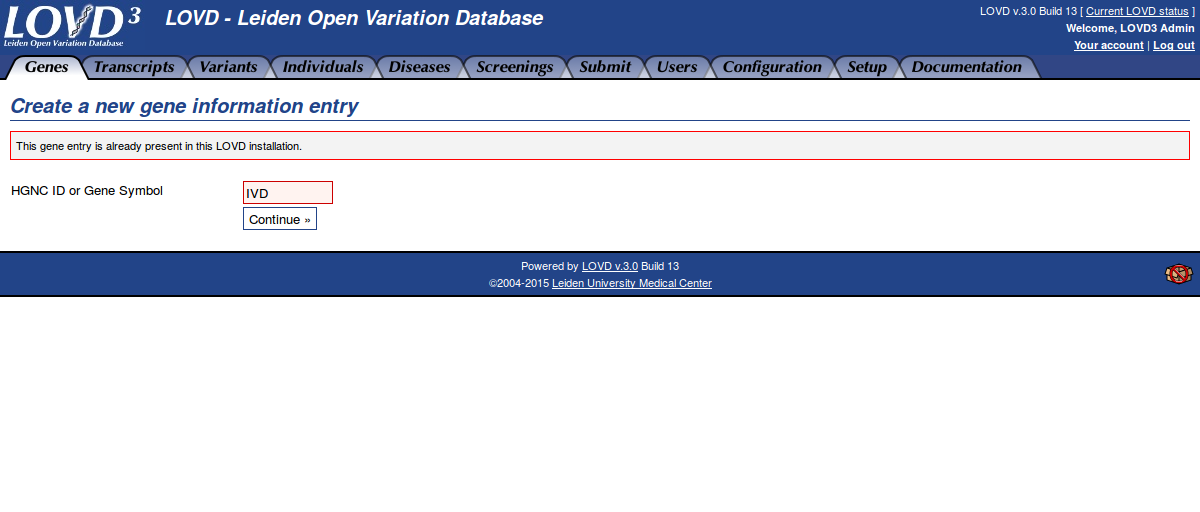 LOVD 3
Leiden Open Variation Database
LOVD - Leiden Open Variation Database
LOVD v.3.0 Build 13 [ Current LOVD status ]
Welcome, LOVD3 Admin
Your account | Log out
Genes Transcripts Variants Individuals Diseases Screenings Submit Users Configuration Setup Documentation
Create a new gene information entry
This gene entry is already present in this LOVD installation.
HGNC ID or Gene Symbol IVD
Continue »
Powered by LOVD v.3.0 Build 13
©2004-2015 Leiden University Medical Center